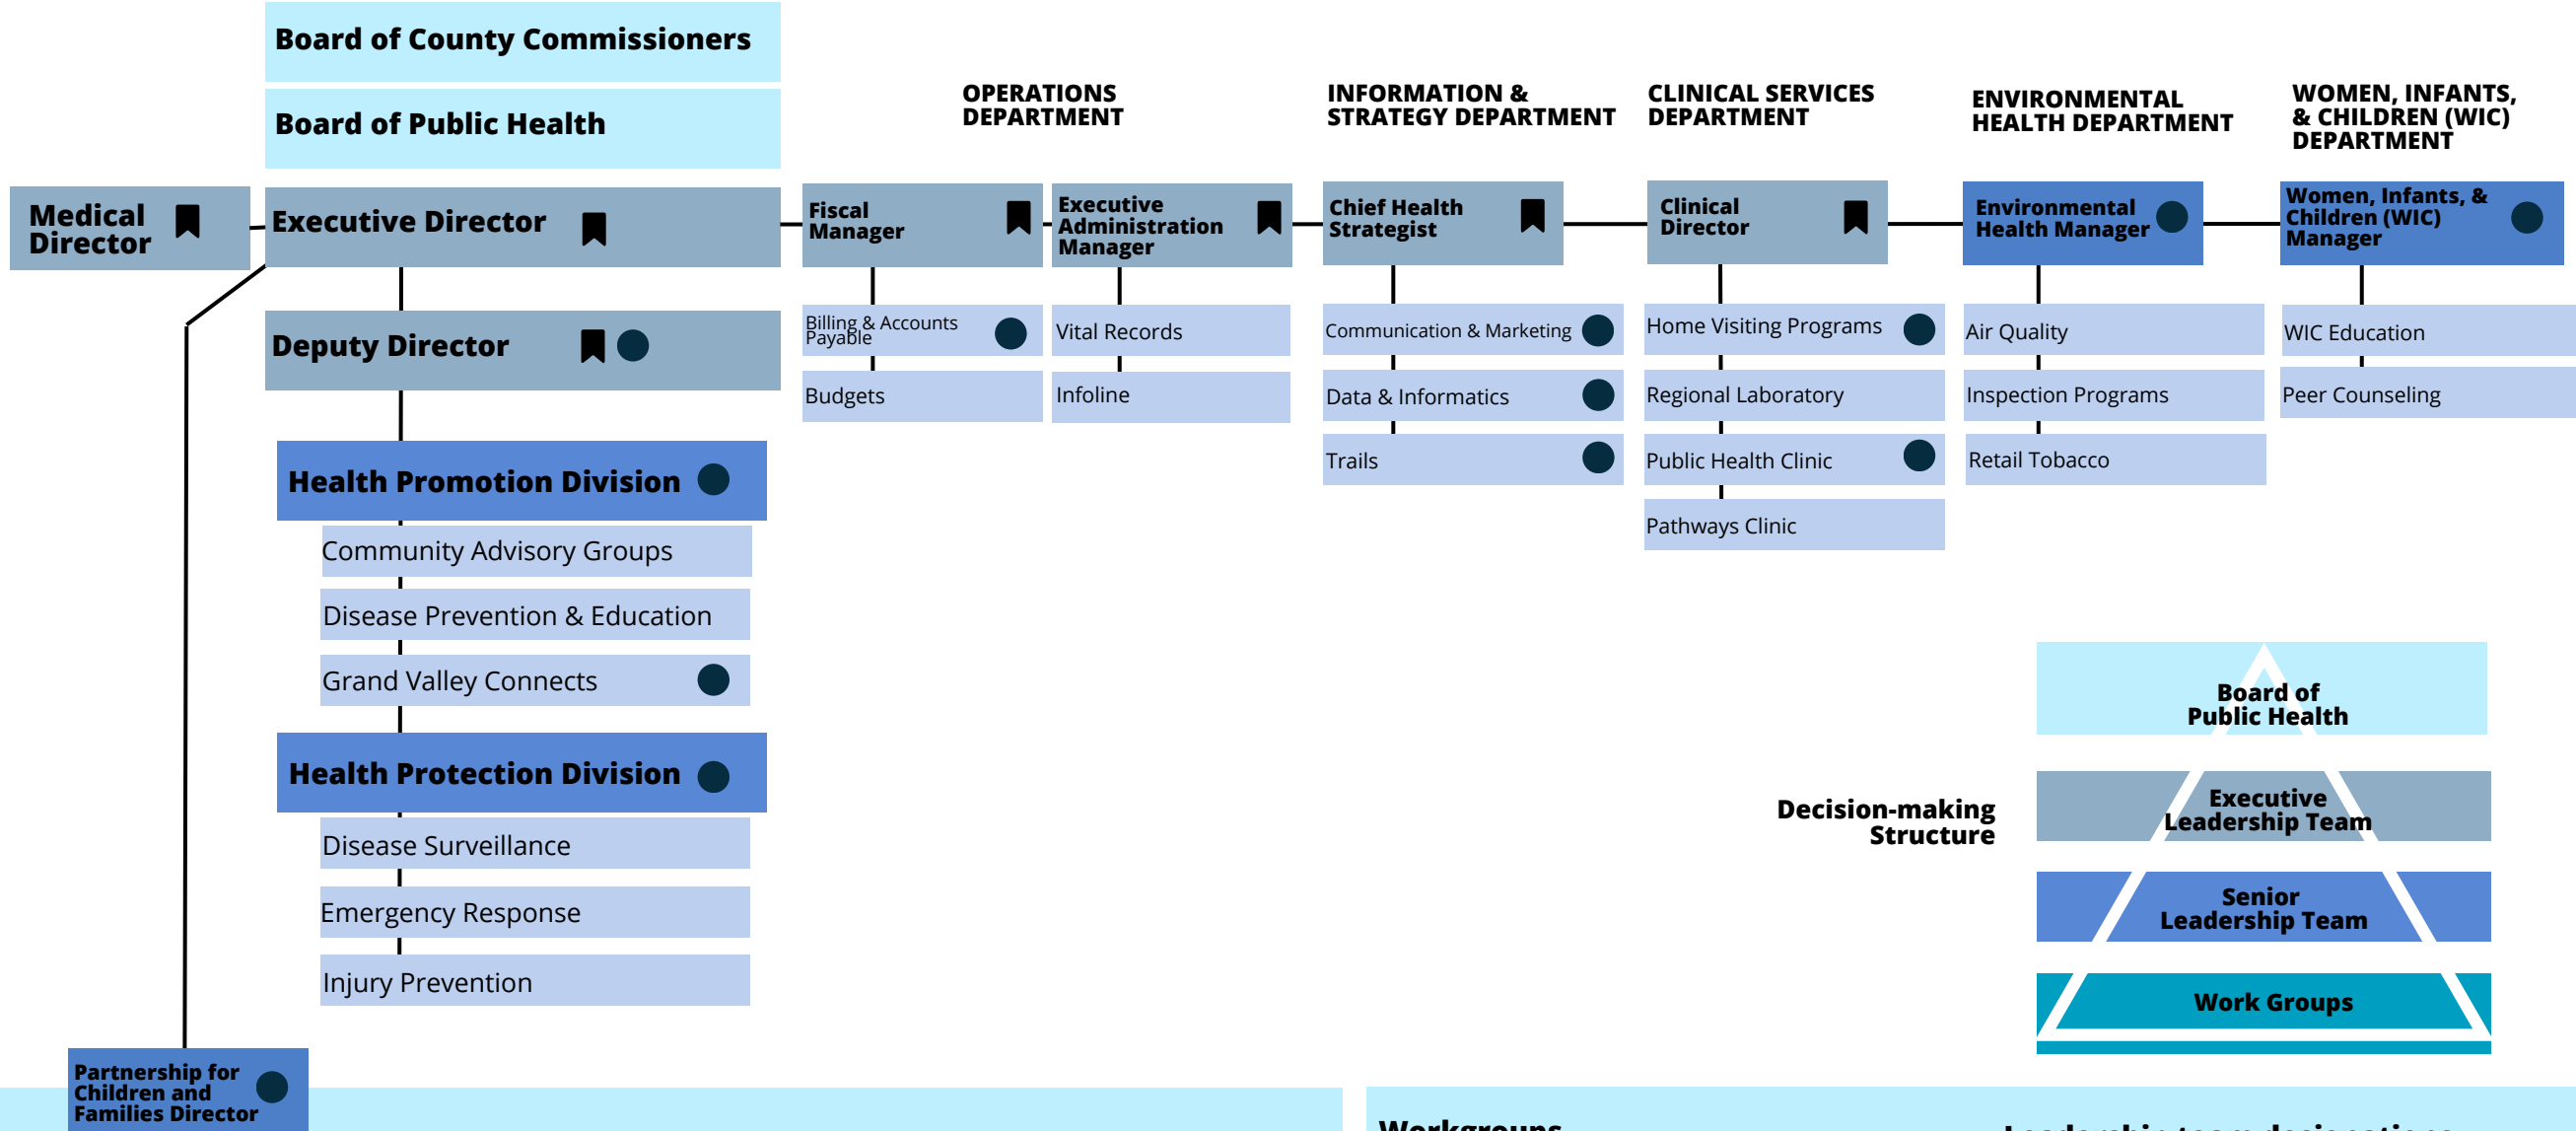 Board of County Commissioners
Board of Public Health
OPERATIONS
DEPARTMENT
INFORMATION &
STRATEGY DEPARTMENT
CLINICAL SERVICES
DEPARTMENT
ENVIRONMENTAL
HEALTH DEPARTMENT
WOMEN, INFANTS,
& CHILDREN (WIC)
DEPARTMENT
Medical
Director
Executive Director
Fiscal
Manager
Executive
Administration
Manager
Chief Health
Strategist
Clinical
Director
Environmental
Health Manager
Women, Infants, &
Children (WIC)
Manager
Deputy Director
Billing & Accounts
Payable
Budgets
Vital Records
Infoline
Communication & Marketing
Data & Informatics
Trails
Home Visiting Programs
Regional Laboratory
Public Health Clinic
Pathways Clinic
Air Quality
Inspection Programs
Retail Tobacco
WIC Education
Peer Counseling
Health Promotion Division
Community Advisory Groups
Disease Prevention & Education
Grand Valley Connects
Health Protection Division
Disease Surveillance
Emergency Response
Injury Prevention
Decision-making
Structure
Board of
Public Health
Executive
Leadership Team
Senior
Leadership Team
Work Groups
Partnership for
Children and
Families Director
Workgroups
Leadership team designations